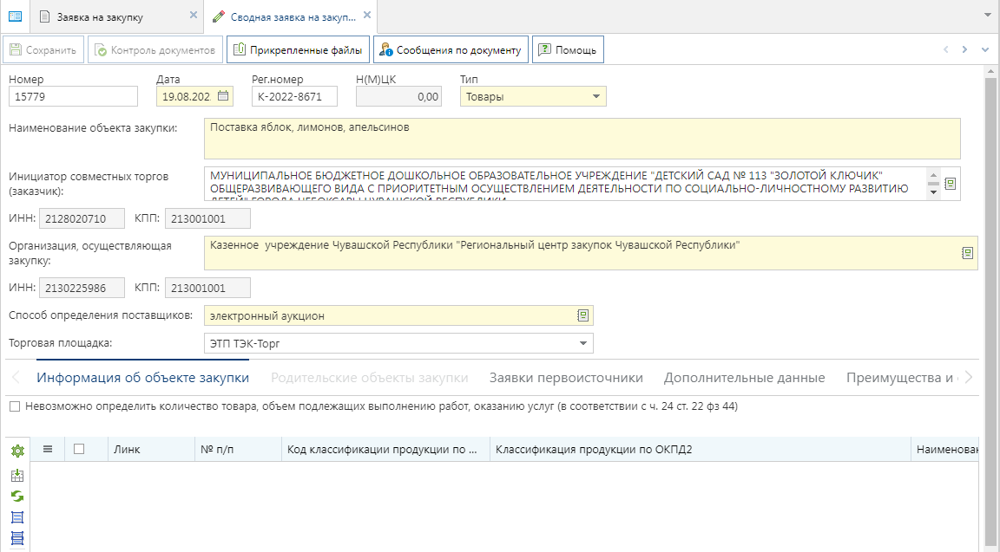 Заявка на закупку
Сводная заявка на закуп...
Сохранить
Контроль документов
Прикрепленные файлы
Сообщения по документу
Помощь
Номер
Дата
Рег.номер
Н(М)ЦК
Тип
15779
19.08.202
К-2022-8671
0,00
Товары
Наименование объекта закупки:
Поставка яблок, лимонов, апельсинов
Инициатор совместных торгов
(заказчик):
МУНИЦИПАЛЬНОЕ БЮДЖЕТНОЕ ДОШКОЛЬНОЕ ОБРАЗОВАТЕЛЬНОЕ УЧРЕЖДЕНИЕ "ДЕТСКИЙ САД № 113 "ЗОЛОТОЙ КЛЮЧИК"
ОБЩЕРАЗВИВАЮЩЕГО ВИДА С ПРИОРИТЕТНЫМ ОСУЩЕСТВЛЕНИЕМ ДЕЯТЕЛЬНОСТИ ПО СОЦИАЛЬНО-ЛИЧНОСТНОМУ РАЗВИТИЮ
ДЕТЕЙ" ГОРОДА ЧЕБОКСАРЫ ЧУВАШСКОЙ РЕСПУБЛИКИ
ИНН: 2128020710 КПП: 213001001
Организация, осуществляющая
закупку:
Казенное учреждение Чувашской Республики "Региональный центр закупок Чувашской Республики"
ИНН: 2130225986 КПП: 213001001
Способ определения поставщиков: электронный аукцион
Торговая площадка: ЭТП ТЭК-Торг
Информация об объекте закупки
Родительские объекты закупки
Заявки первоисточники
Дополнительные данные
Преимущества и
Невозможно определить количество товара, объем подлежащих выполнению работ, оказанию услуг (в соответствии с ч. 24 ст. 22 фз 44)
Линк
№ п/п
Код классификации продукции по ...
Классификация продукции по ОКПД2
Наименован